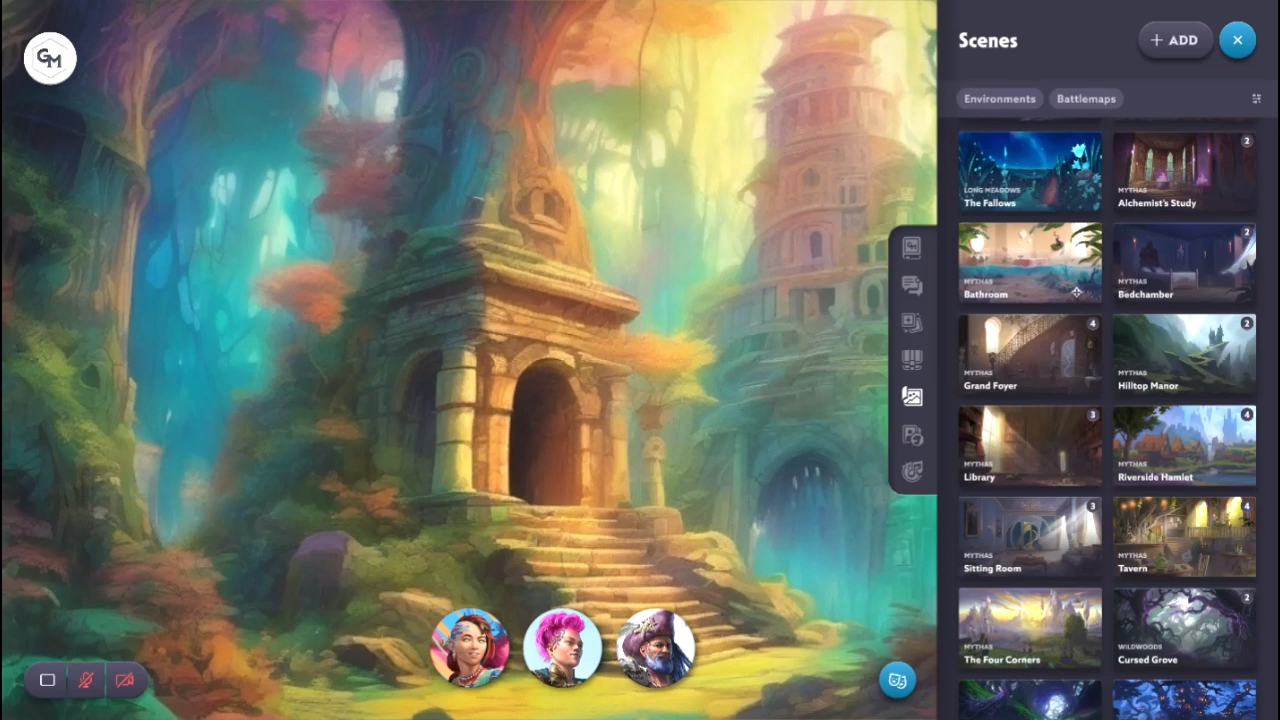 GM
Scenes
+ ADD
Environments
Battlemaps
LONG MEADOWS
The Fallows
2
MYTHAS
Alchemist's Study
MYTHAS
Bathroom
2
MYTHAS
Bedchamber
4
MYTHAS
Grand Foyer
2
MYTHAS
Hilltop Manor
3
MYTHAS
Library
4
MYTHAS
Riverside Hamlet
3
MYTHAS
Sitting Room
4
MYTHAS
Tavern
MYTHAS
The Four Corners
2
WILDWOODS
Cursed Grove